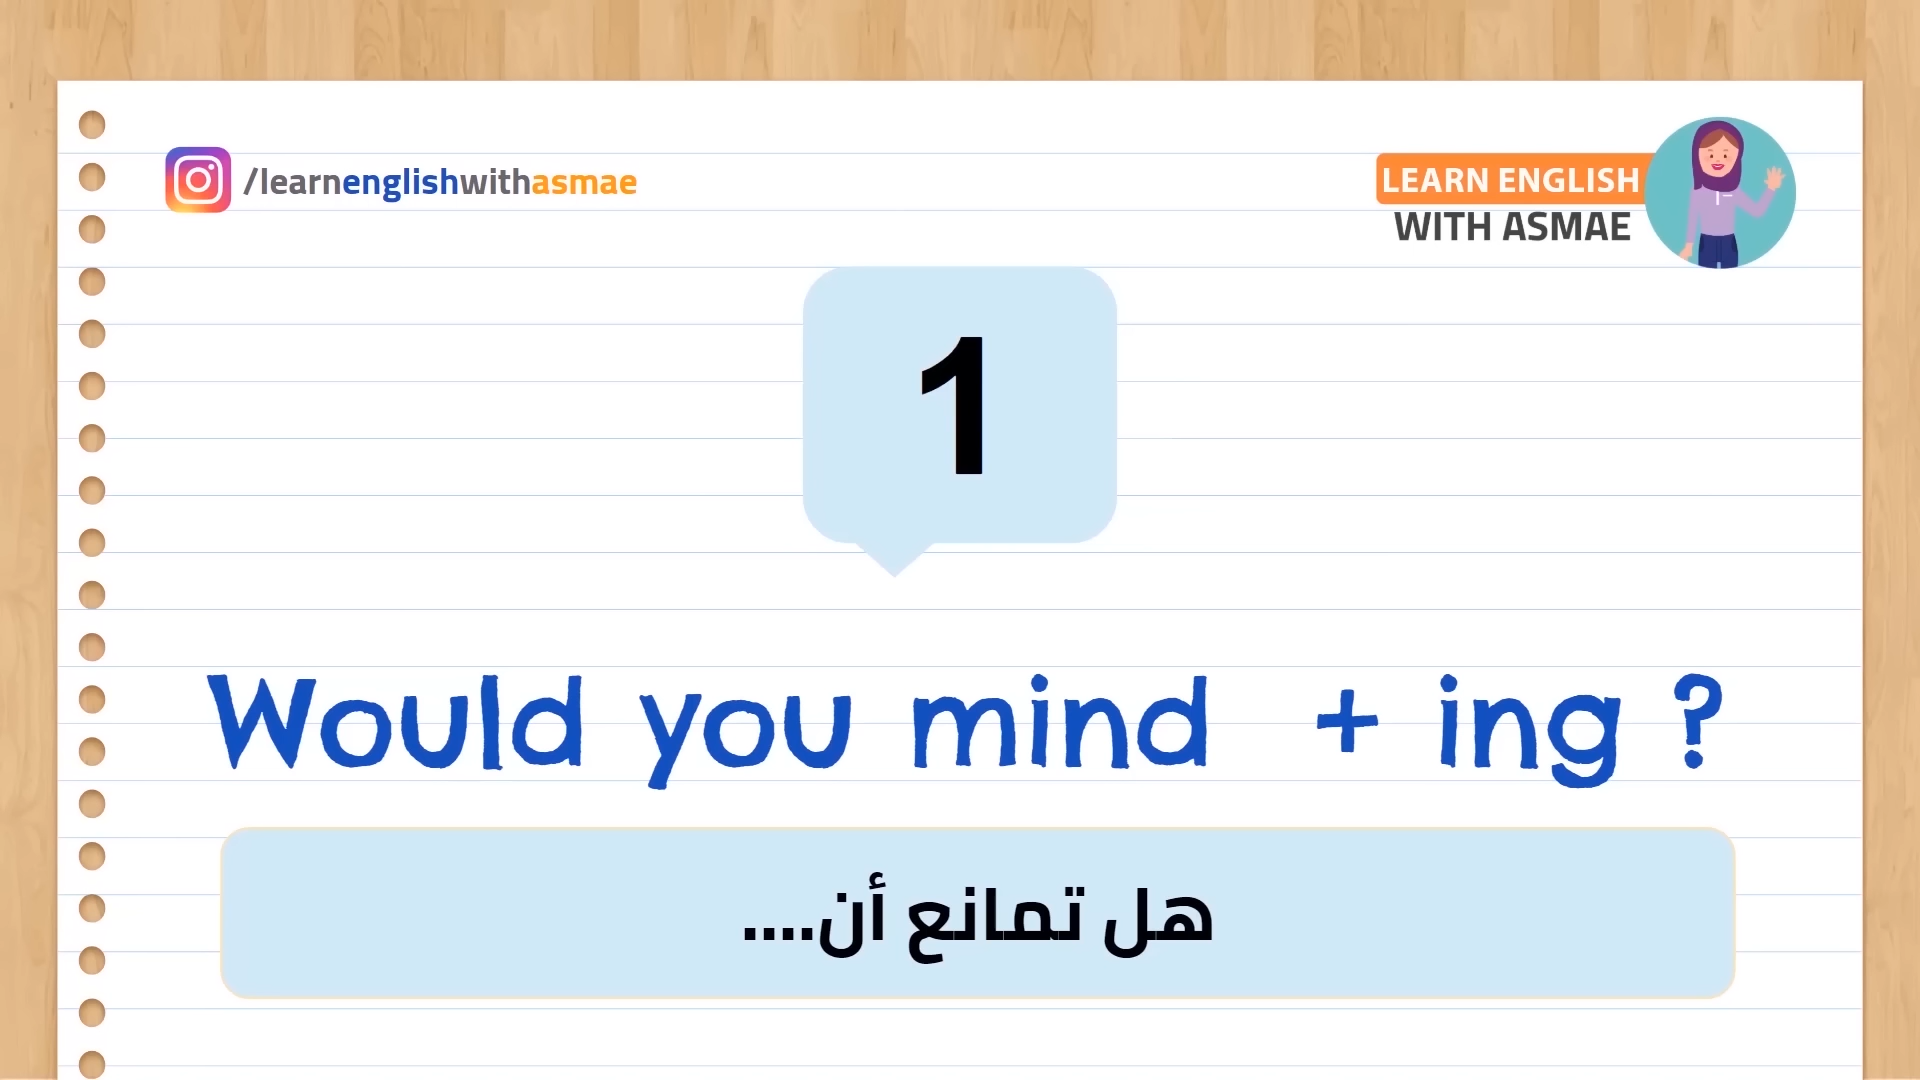 /learnenglishwithasmae
LEARN ENGLISH
WITH ASMAE
1
Would you mind + ing ?
هل تمانع أن....